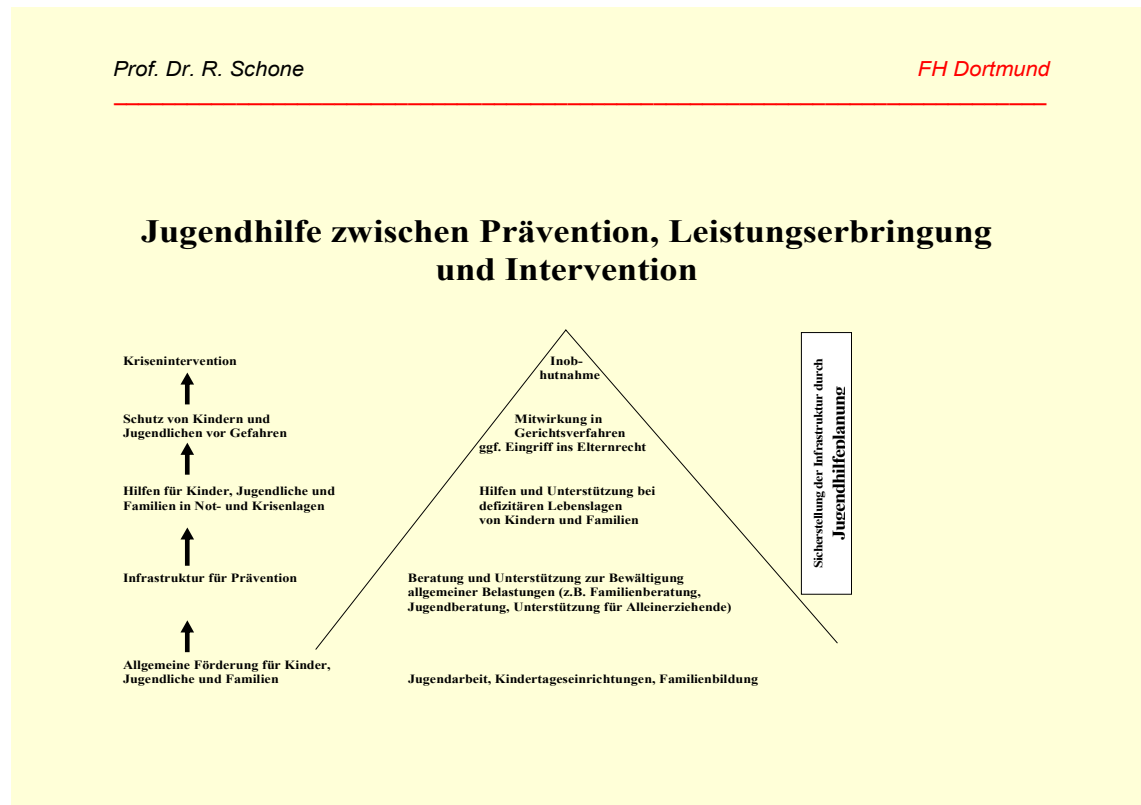 Prof. Dr. R. Schone
FH Dortmund
Jugendhilfe zwischen Prävention, Leistungserbringung
und Intervention
Krisenintervention
Schutz von Kindern und
Jugendlichen vor Gefahren
Hilfen für Kinder, Jugendliche und
Familien in Not- und Krisenlagen
Infrastruktur für Prävention
Allgemeine Förderung für Kinder,
Jugendliche und Familien
Inob-
hutnahme
Mitwirkung in
Gerichtsverfahren
ggf. Eingriff ins Elternrecht
Hilfen und Unterstützung bei
defizitären Lebenslagen
von Kindern und Familien
Beratung und Unterstützung zur Bewältigung
allgemeiner Belastungen (z.B. Familienberatung,
Jugendberatung, Unterstützung für Alleinerziehende)
Jugendarbeit, Kindertageseinrichtungen, Familienbildung
Sicherstellung der Infrastruktur durch
Jugendhilfeplanung